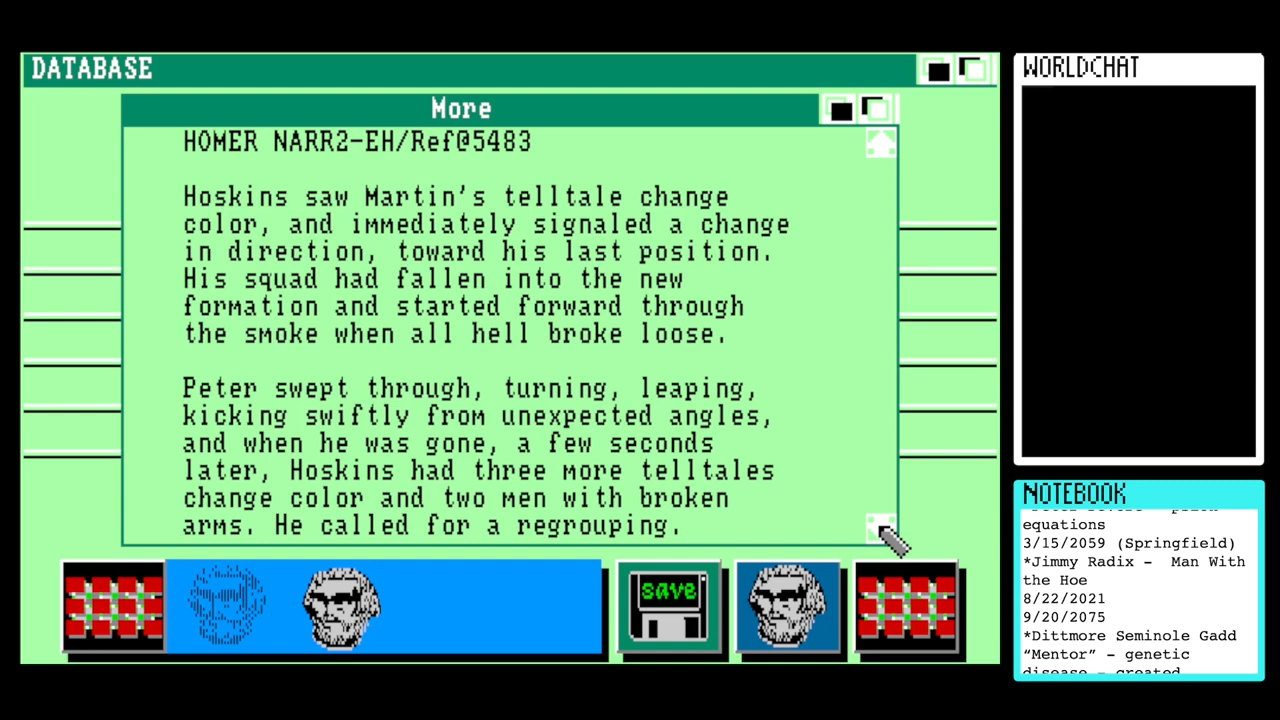 DATABASE
More
HOMER NARR2-EH/Ref@5483
Hoskins saw Martin's telltale change
color, and immediately signaled a change
in direction, toward his last position.
His squad had fallen into the new
formation and started forward through
the smoke when all hell broke loose.
Peter swept through, turning, leaping,
kicking swiftly from unexpected angles,
and when he was gone, a few seconds
later, Hoskins had three more telltales
change color and two men with broken
arms. He called for a regrouping.
save
WORLDCHAT
NOTEBOOK
equations
3/15/2059 (Springfield)
*Jimmy Radix - Man With
the Hoe
8/22/2021
9/20/2075
*Dittmore Seminole Gadd
“Mentor” - genetic
disease - created